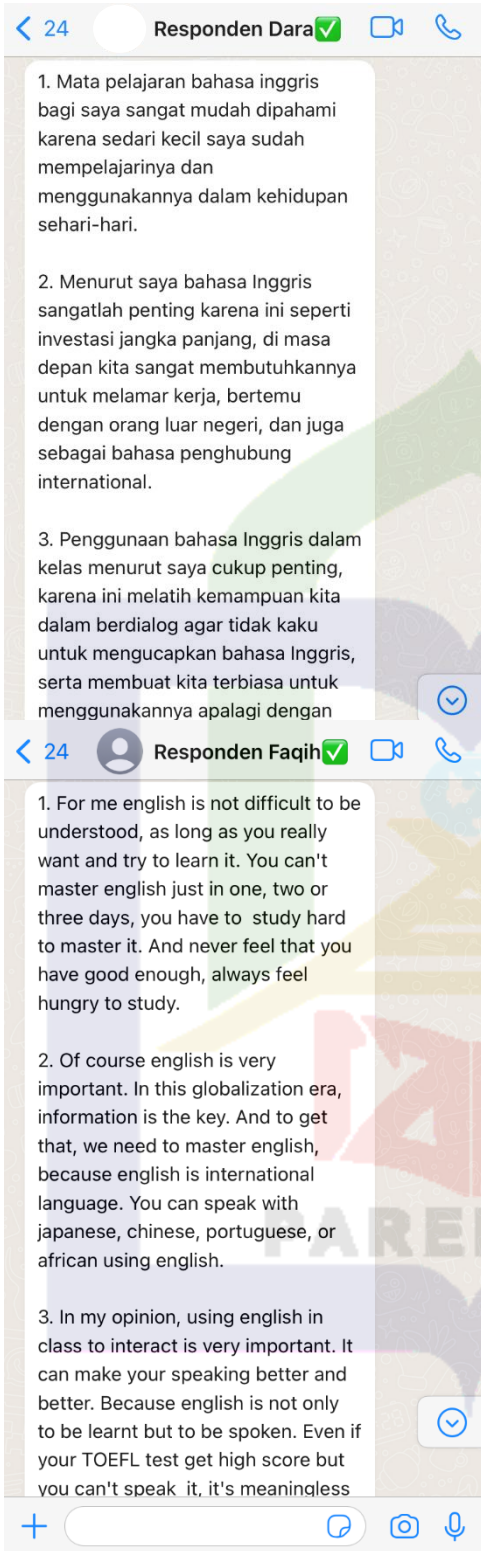 24 Responden Dara✅
1. Mata pelajaran bahasa inggris
bagi saya sangat mudah dipahami
karena sedari kecil saya sudah
mempelajarinya dan
menggunakannya dalam kehidupan
sehari-hari.
2. Menurut saya bahasa Inggris
sangatlah penting karena ini seperti
investasi jangka panjang, di masa
depan kita sangat membutuhkannya
untuk melamar kerja, bertemu
dengan orang luar negeri, dan juga
sebagai bahasa penghubung
international.
3. Penggunaan bahasa Inggris dalam
kelas menurut saya cukup penting,
karena ini melatih kemampuan kita
dalam berdialog agar tidak kaku
untuk mengucapkan bahasa Inggris,
serta membuat kita terbiasa untuk
menggunakannya apalagi dengan
24 Responden Faqih✅
1. For me english is not difficult to be
understood, as long as you really
want and try to learn it. You can't
master english just in one, two or
three days, you have to study hard
to master it. And never feel that you
have good enough, always feel
hungry to study.
2. Of course english is very
important. In this globalization era,
information is the key. And to get
that, we need to master english,
because english is international
language. You can speak with
japanese, chinese, portuguese, or
african using english.
3. In my opinion, using english in
class to interact is very important. It
can make your speaking better and
better. Because english is not only
to be learnt but to be spoken. Even if
your TOEFL test get high score but
you can't speak it, it's meaningless